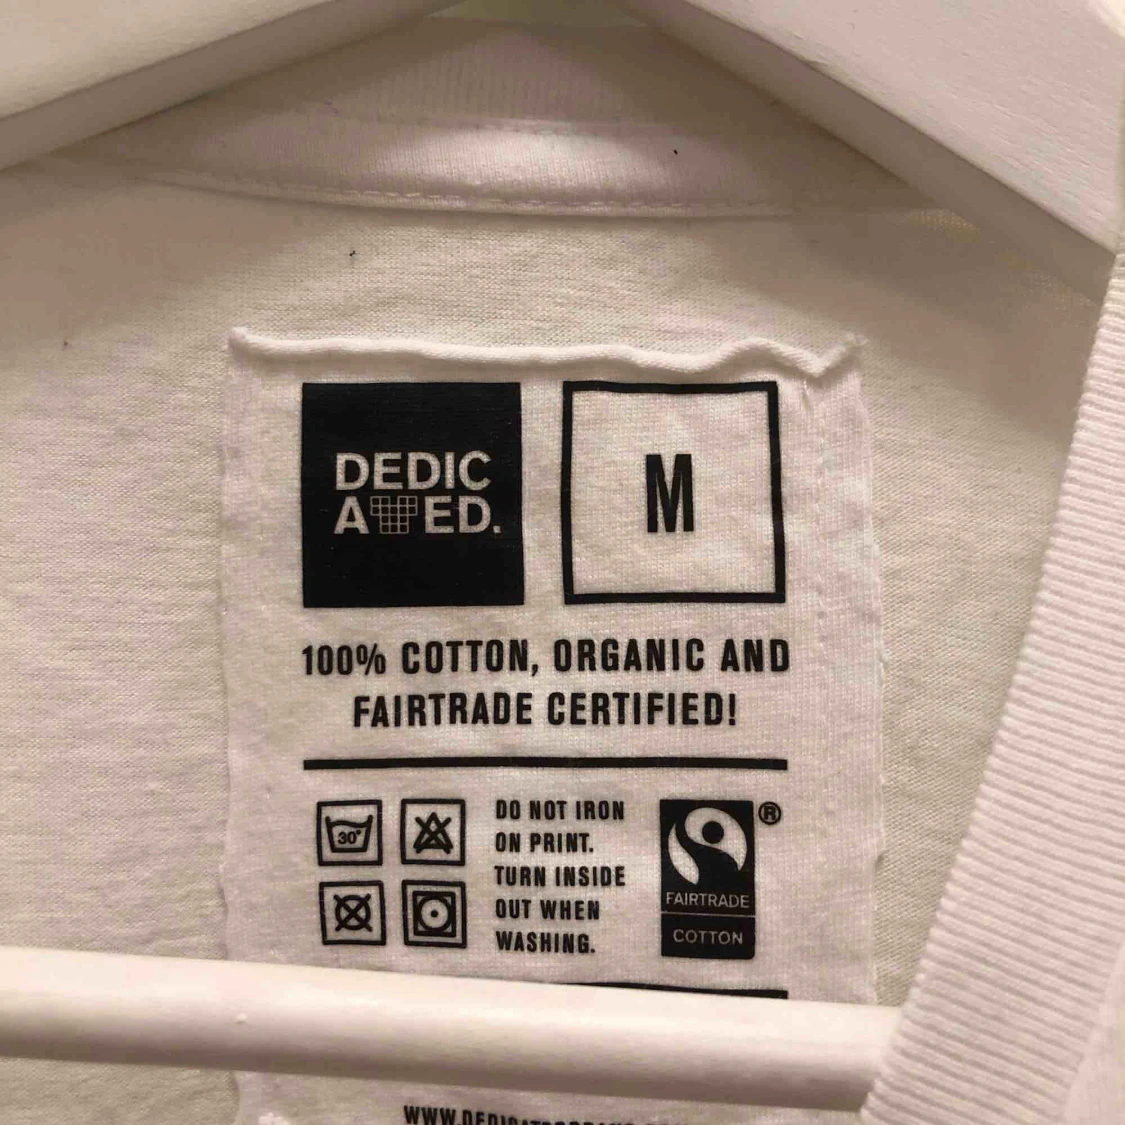 DEDIC
ATED.
M
100% COTTON, ORGANIC AND
FAIRTRADE CERTIFIED!
30°
DO NOT IRON
ON PRINT.
TURN INSIDE
OUT WHEN
WASHING.
®
FAIRTRADE
COTTON